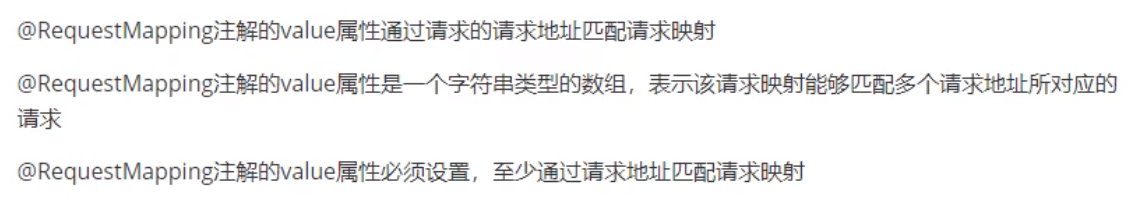 @RequestMapping注解的value属性通过请求的请求地址匹配请求映射
@RequestMapping注解的value属性是一个字符串类型的数组，表示该请求映射能够匹配多个请求地址所对应的
请求
@RequestMapping注解的value属性必须设置，至少通过请求地址匹配请求映射